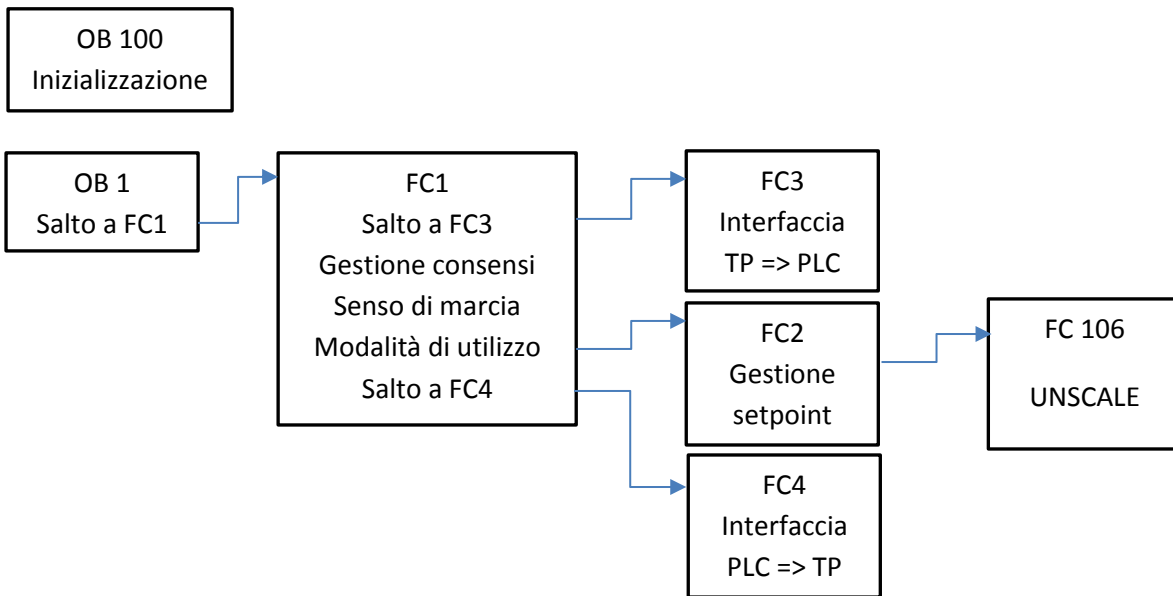 OB 100
Inizializzazione
OB 1
Salto a FC1
FC1
Salto a FC3
Gestione consensi
Senso di marcia
Modalità di utilizzo
Salto a FC4
FC3
Interfaccia
TP => PLC
FC2
Gestione
setpoint
FC 106
UNSCALE
FC4
Interfaccia
PLC => TP